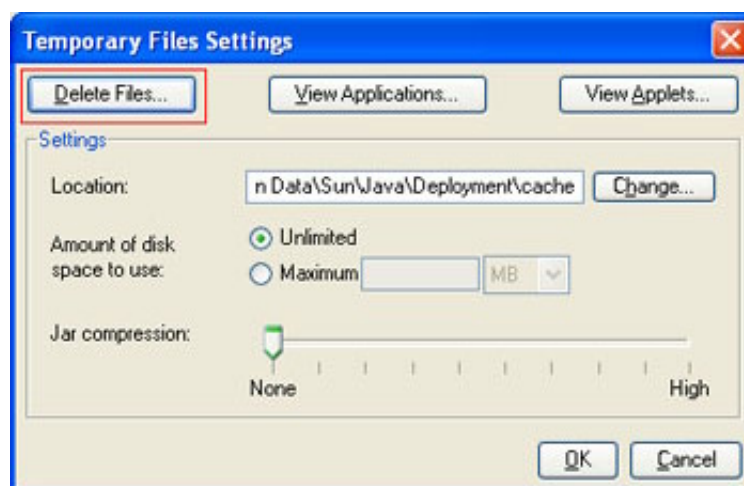 Temporary Files Settings
Delete Files... View Applications... View Applets...
Settings
Location: n Data\Sun\Java\Deployment\cache Change...
Amount of disk space to use:
Unlimited
Maximum MB
Jar compression:
None High
OK Cancel